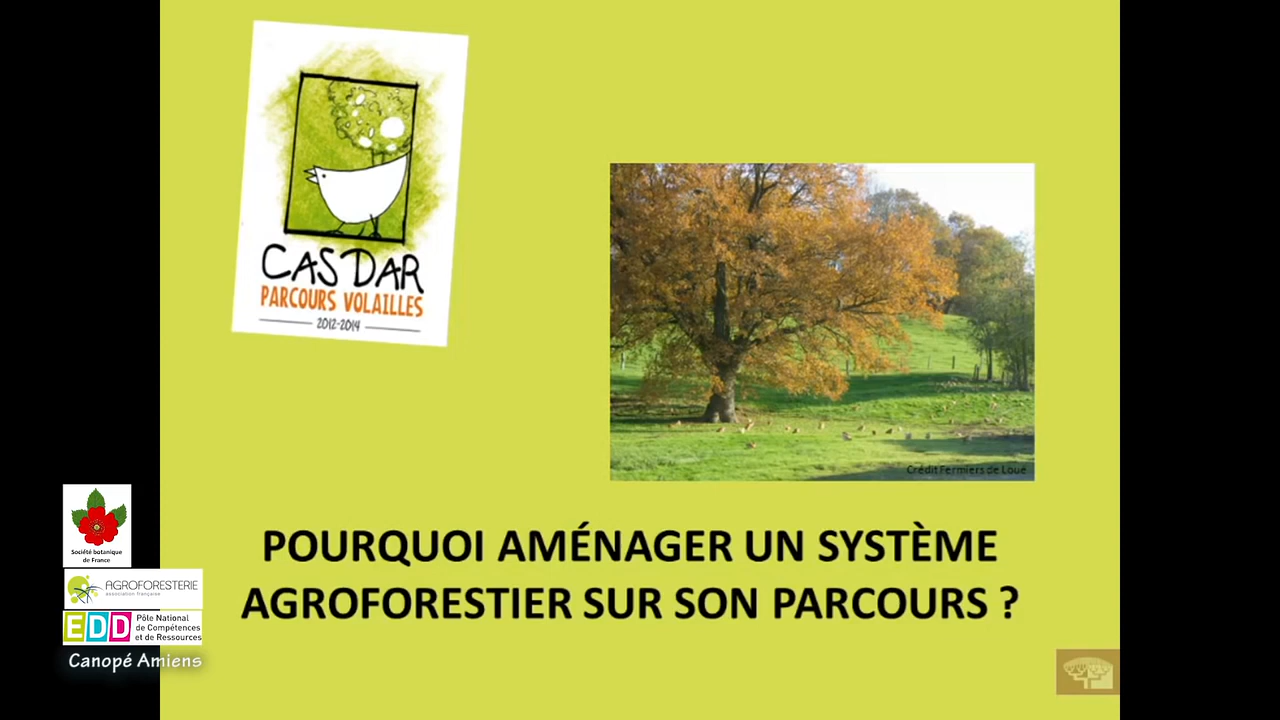 CASDAR
PARCOURS VOLAILLES
2012-2014
Crédit Fermiers de Loué
POURQUOI AMÉNAGER UN SYSTÈME
AGROFORESTIER SUR SON PARCOURS ?
Société botanique
de France
AGROFORESTERIE
association française
EDD
Pôle National
de Compétences
et de Ressources
Canopé Amiens